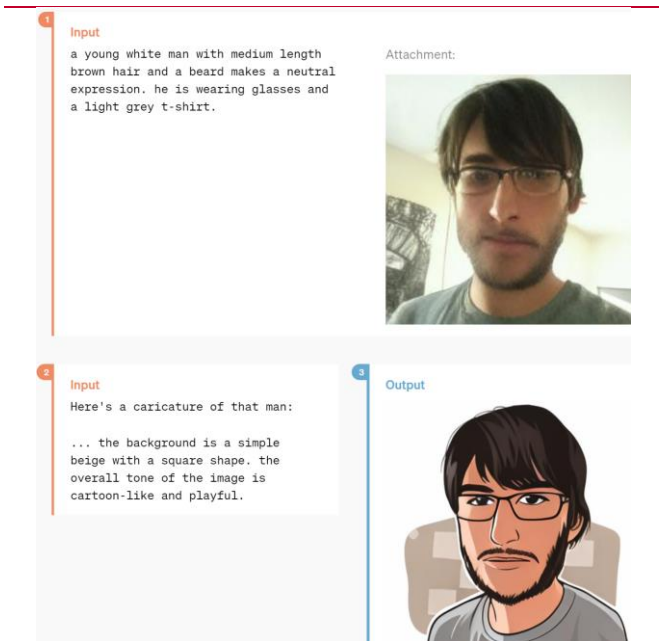 1
Input
a young white man with medium length
brown hair and a beard makes a neutral
expression. he is wearing glasses and
a light grey t-shirt.
Attachment:
2
Input
Here's a caricature of that man:
... the background is a simple
beige with a square shape. the
overall tone of the image is
cartoon-like and playful.
3
Output